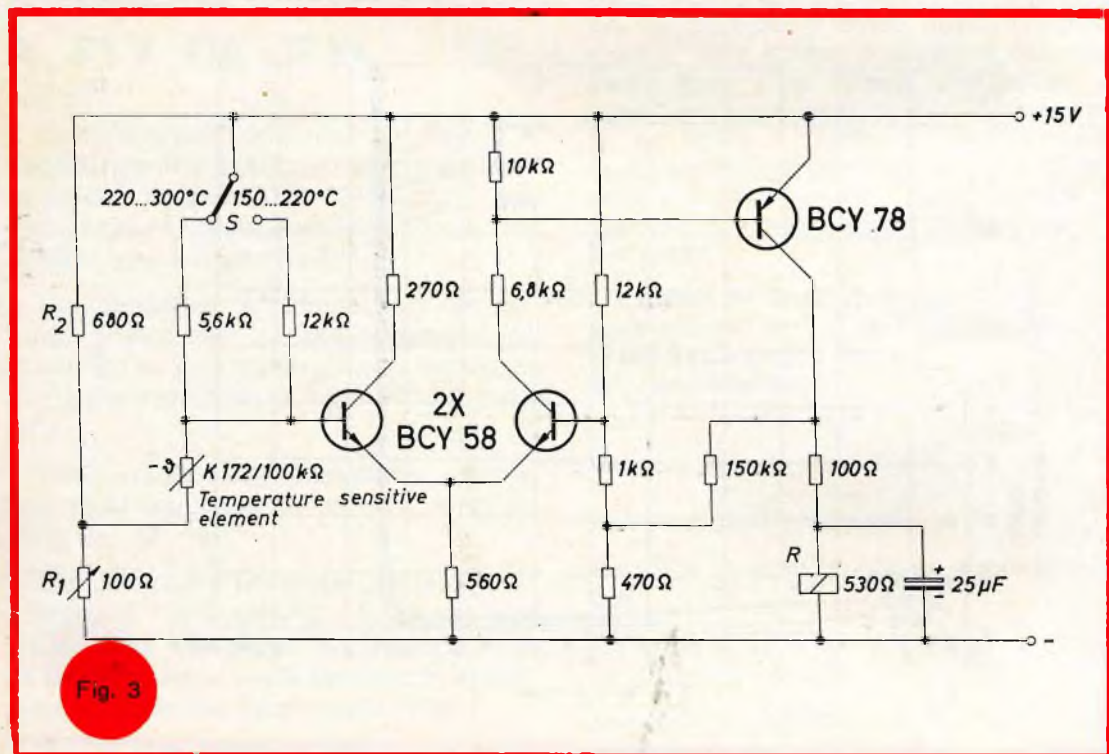 +15V
10kΩ
220...300°C
150...220°C
S
BCY 78
R2
680Ω
5,6kΩ
12kΩ
270Ω
6,8kΩ
12kΩ
2X
BCY 58
-ϑ
K 172/100kΩ
Temperature sensitive
element
1kΩ
150kΩ
100Ω
R1
100Ω
560Ω
470Ω
R
530Ω
+
25µF
-
-
Fig. 3